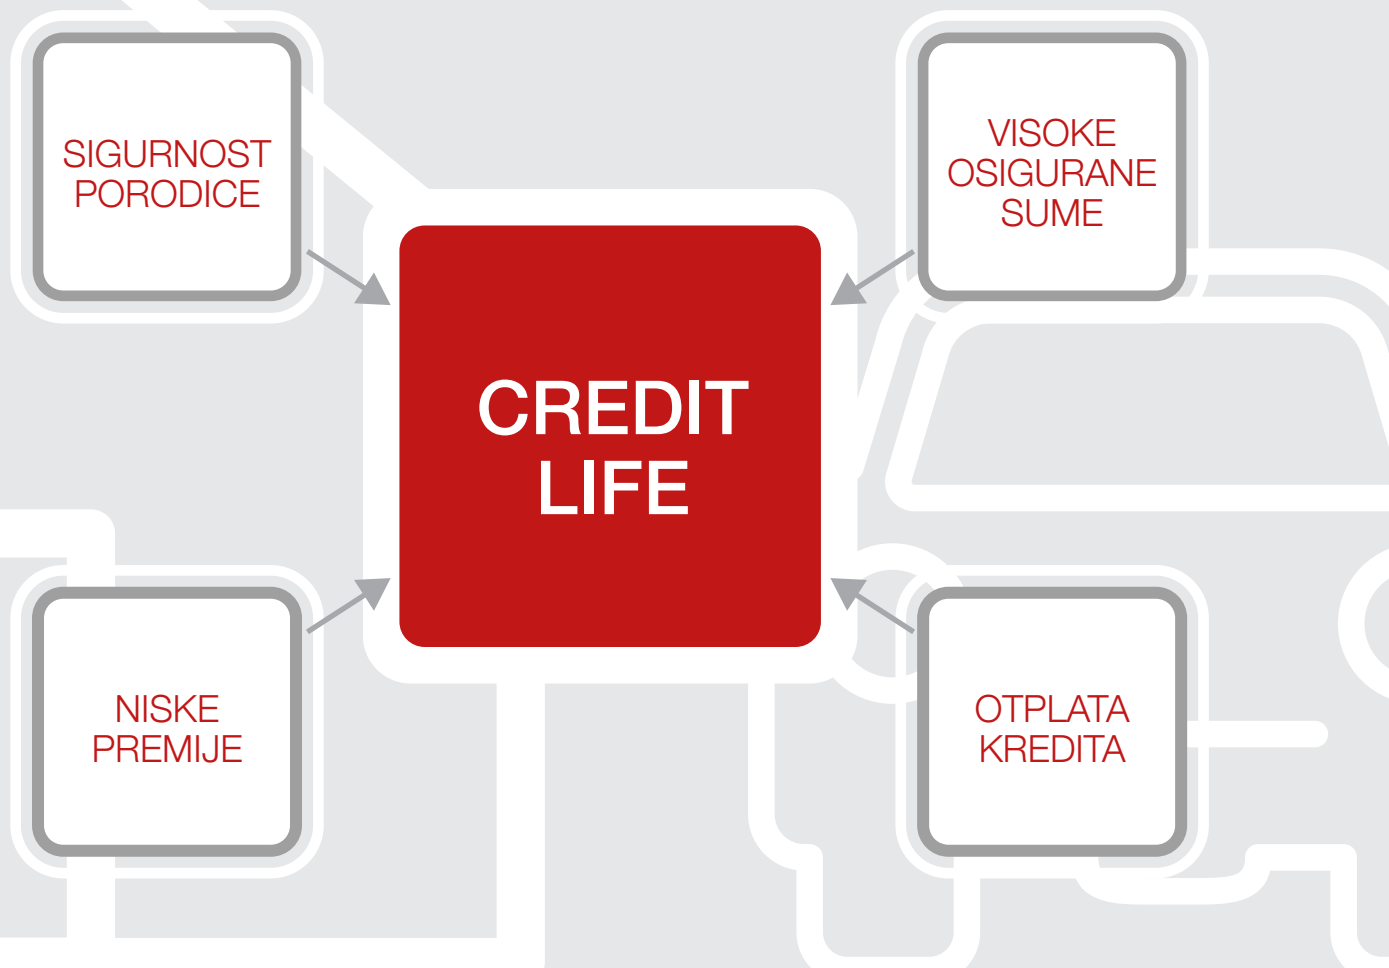 SIGURNOST
PORODICE
VISOKE
OSIGURANE
SUME
CREDIT
LIFE
NISKE
PREMIJE
OTPLATA
KREDITA